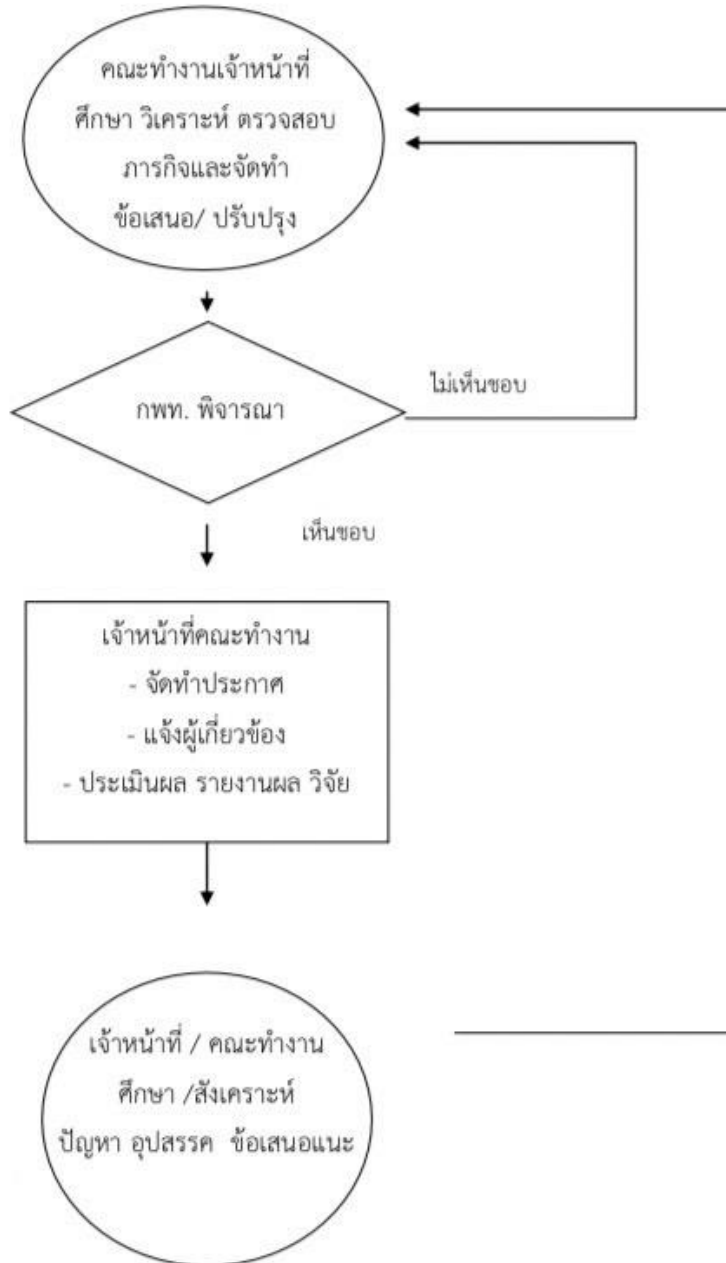 คณะทำงานเจ้าหน้าที่
ศึกษา วิเคราะห์ ตรวจสอบ
ภารกิจและจัดทำ
ข้อเสนอ/ ปรับปรุง
กพท. พิจารณา
ไม่เห็นชอบ
เห็นชอบ
เจ้าหน้าที่คณะทำงาน
- จัดทำประกาศ
- แจ้งผู้เกี่ยวข้อง
- ประเมินผล รายงานผล วิจัย
เจ้าหน้าที่ / คณะทำงาน
ศึกษา /สังเคราะห์
ปัญหา อุปสรรค ข้อเสนอแนะ